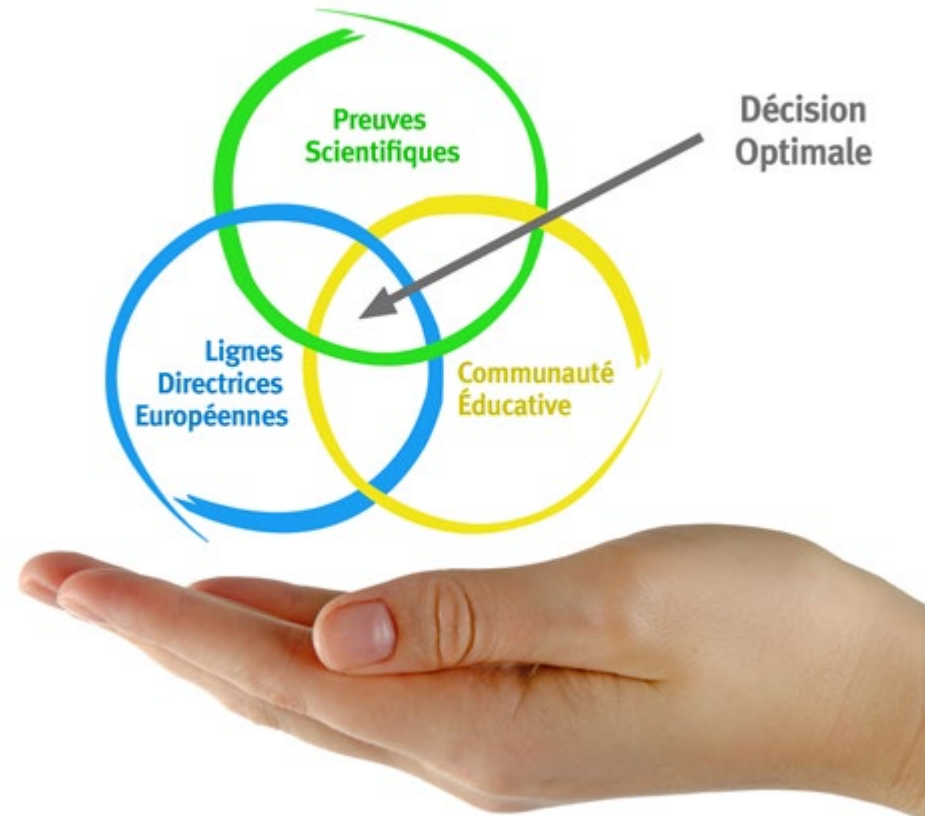 Preuves
Scientifiques
Décision
Optimale
Lignes
Directrices
Européennes
Communauté
Éducative